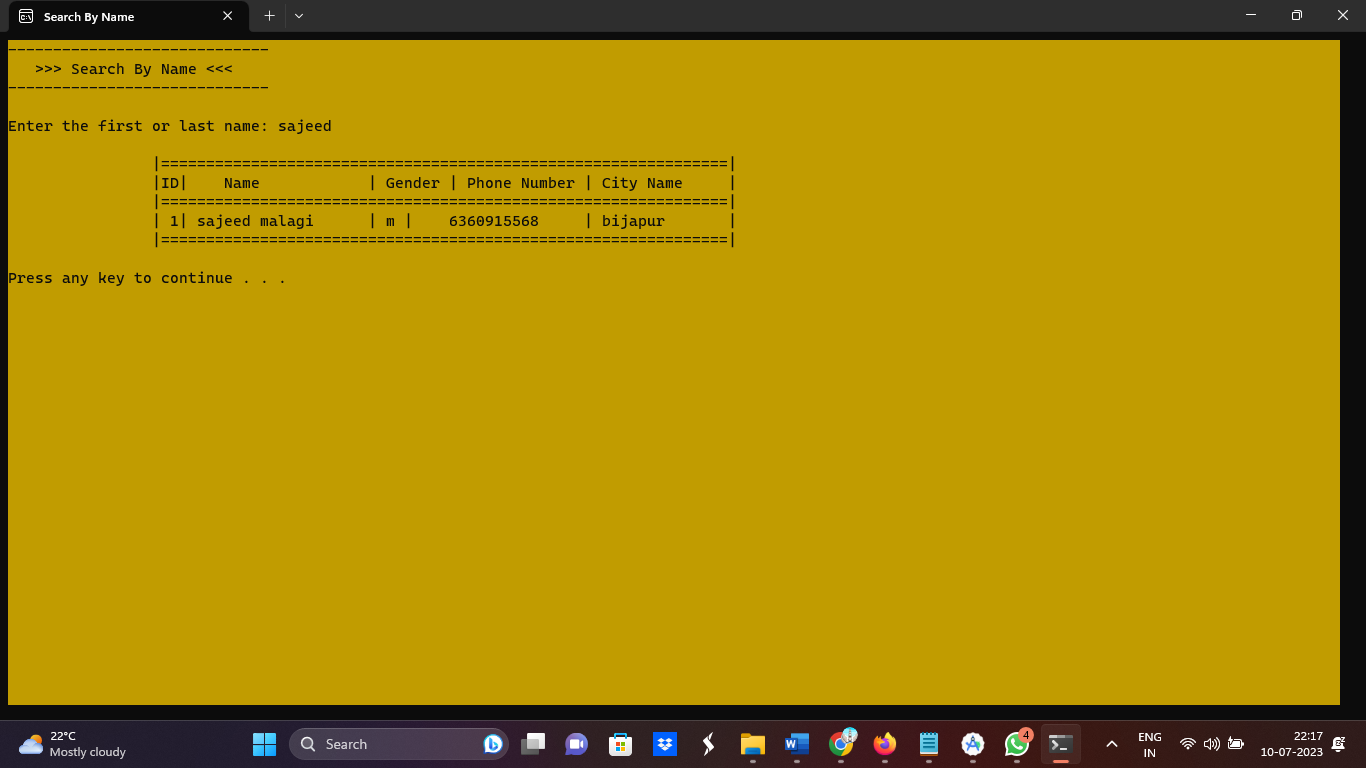 Search By Name
-----------------------------
   >>> Search By Name <<<
-----------------------------
Enter the first or last name: sajeed
|===============================================================|
|ID|    Name            | Gender | Phone Number | City Name     |
|===============================================================|
| 1| sajeed malagi      | m |    6360915568     | bijapur       |
|===============================================================|
Press any key to continue . . .
22°C
Mostly cloudy
Search
4
ENG
IN
22:17
10-07-2023